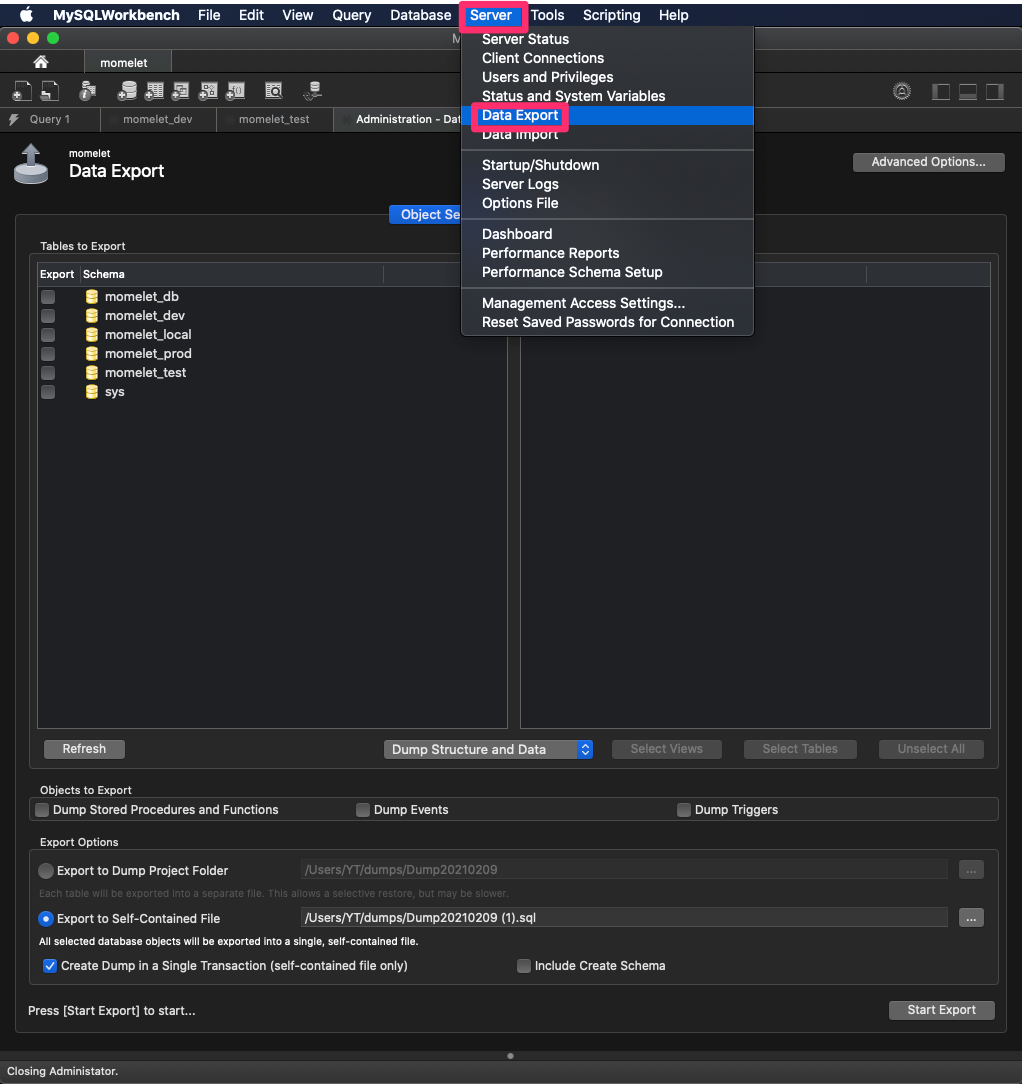 MySQLWorkbench File Edit View Query Database Server Tools Scripting Help
M
momelet
Query 1 momelet_dev momelet_test Administration - Dat
Server Status
Client Connections
Users and Privileges
Status and System Variables
Data Export
Data Import
Startup/Shutdown
Server Logs
Options File
Dashboard
Performance Reports
Performance Schema Setup
Management Access Settings...
Reset Saved Passwords for Connection
momelet
Data Export
Advanced Options...
Object Se
Tables to Export
Export Schema
momelet_db
momelet_dev
momelet_local
momelet_prod
momelet_test
sys
Refresh Dump Structure and Data Select Views Select Tables Unselect All
Objects to Export
Dump Stored Procedures and Functions Dump Events Dump Triggers
Export Options
Export to Dump Project Folder /Users/YT/dumps/Dump20210209 ...
Each table will be exported into a separate file. This allows a selective restore, but may be slower.
Export to Self-Contained File /Users/YT/dumps/Dump20210209 (1).sql ...
All selected database objects will be exported into a single, self-contained file.
Create Dump in a Single Transaction (self-contained file only) Include Create Schema
Press [Start Export] to start... Start Export
Closing Administator.